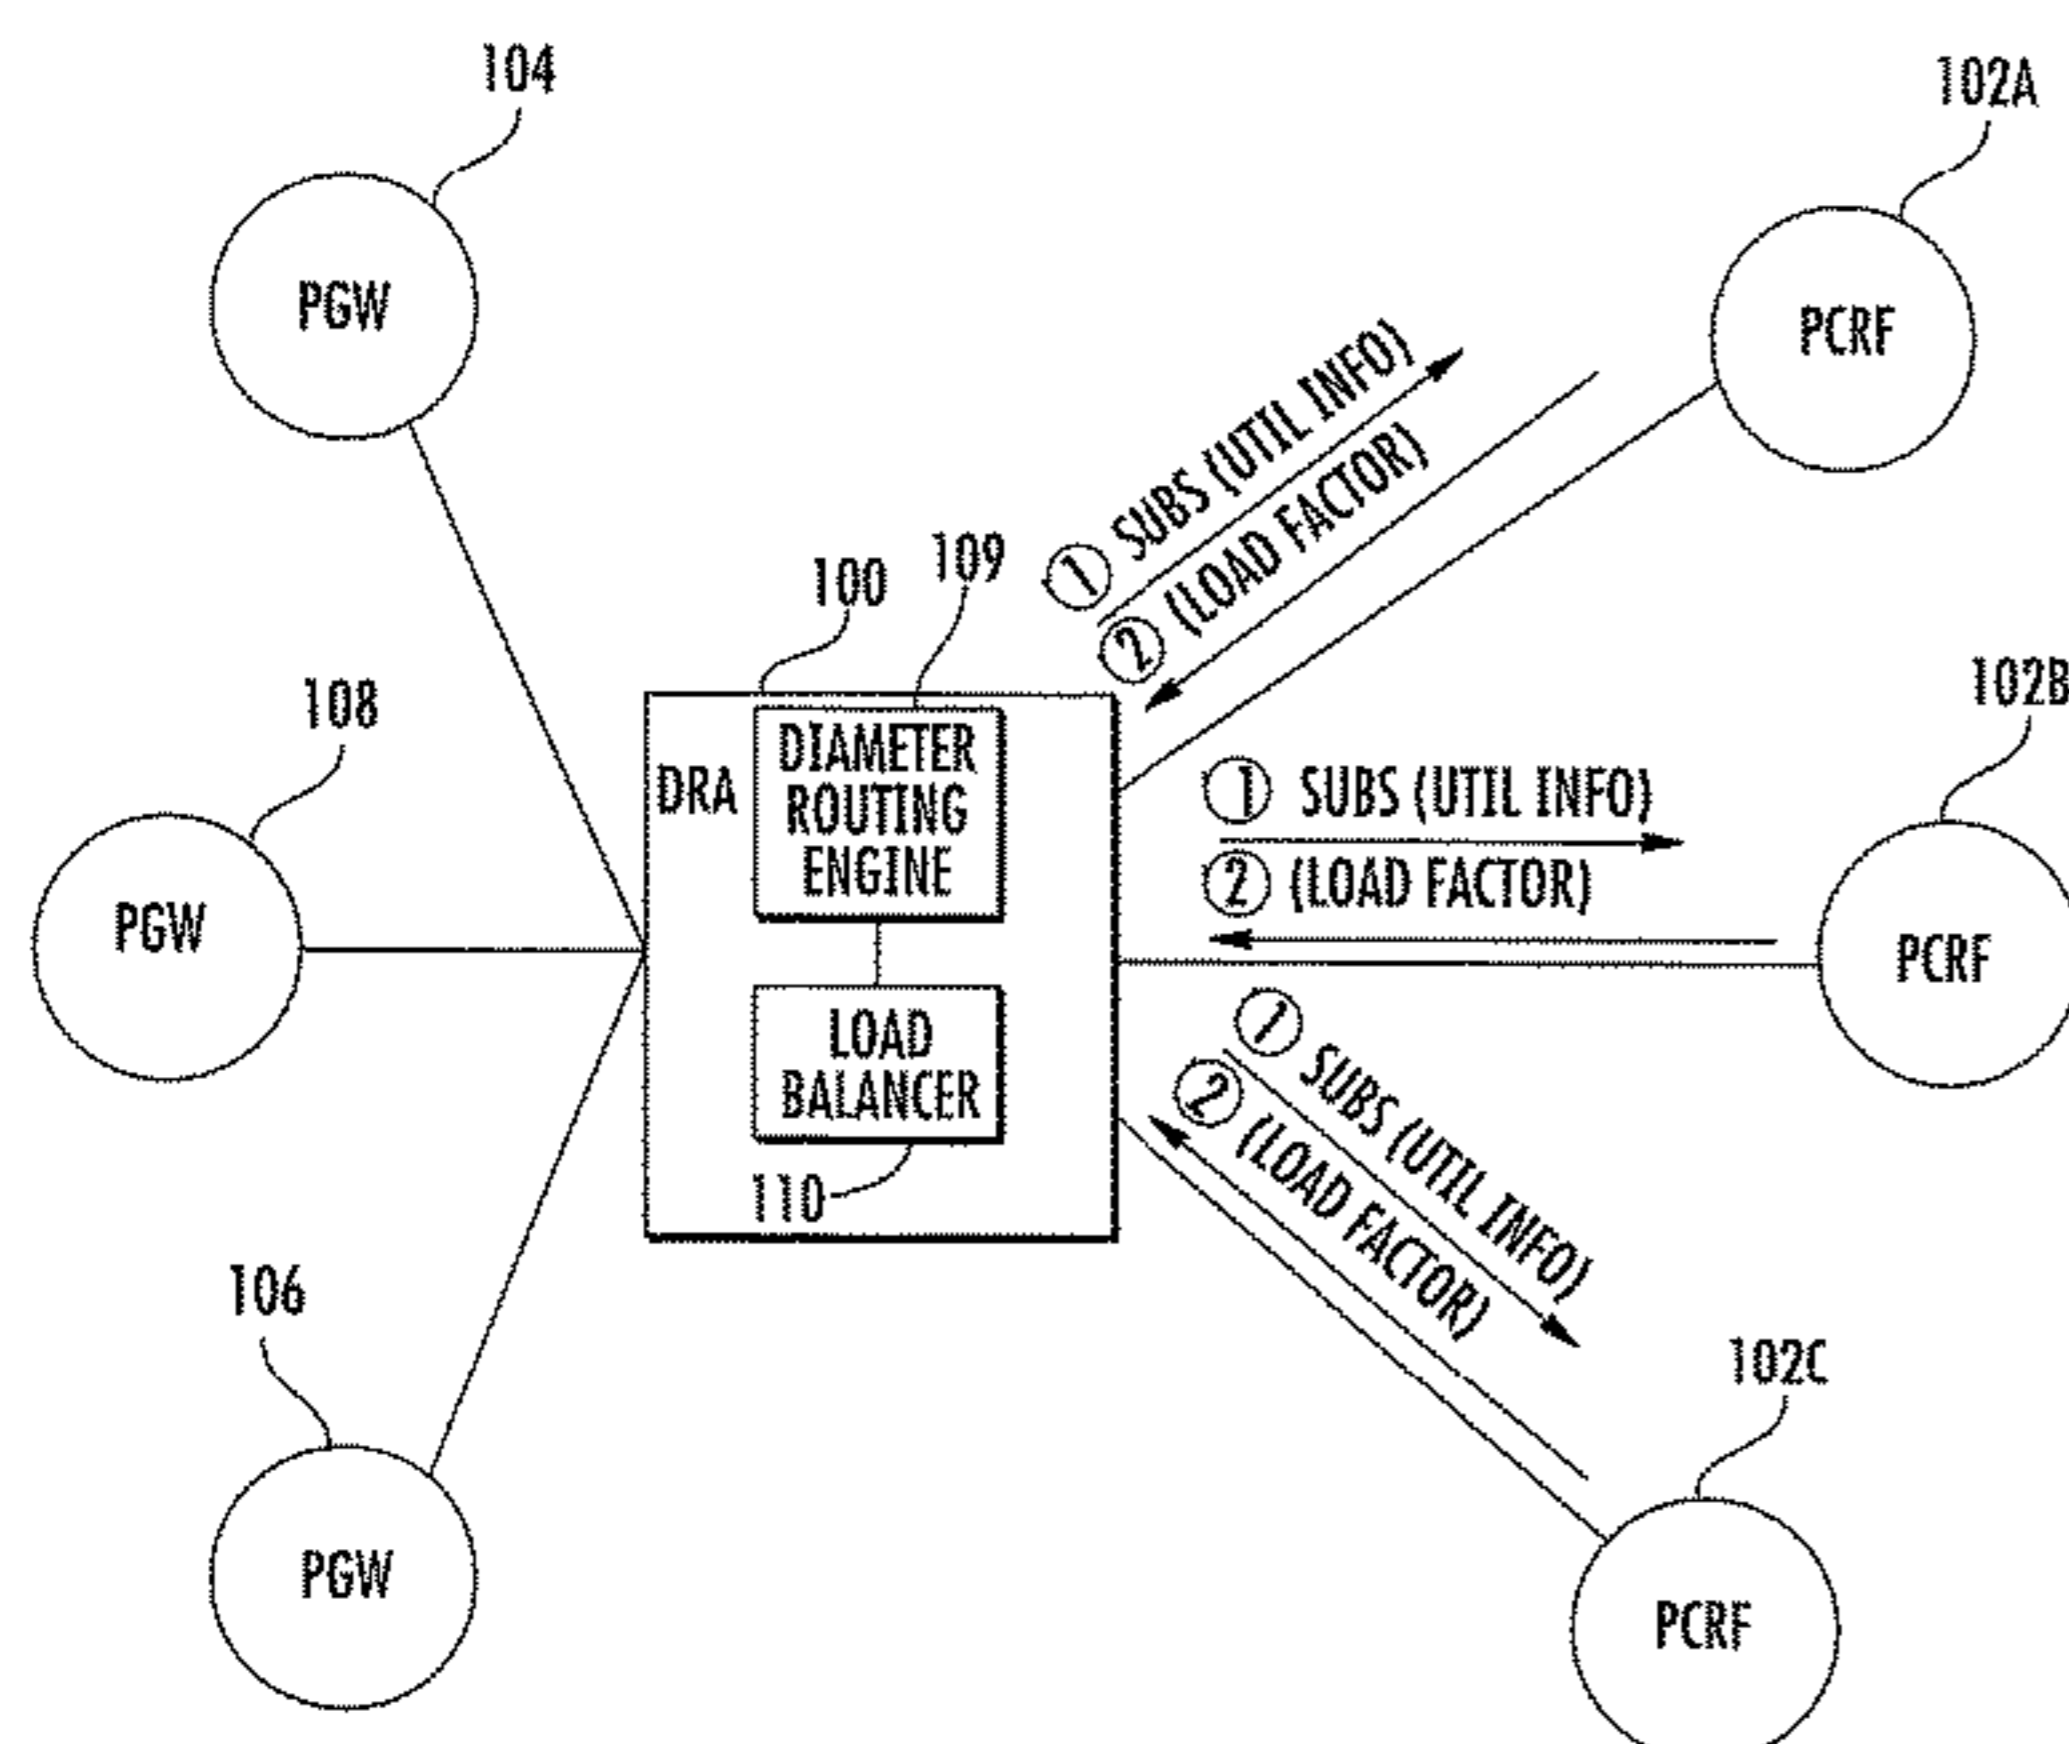 104
102A
PGW
PCRF
① SUBS (UTIL INFO)
② (LOAD FACTOR)
100
109
108
102B
DRA
DIAMETER
ROUTING
ENGINE
① SUBS (UTIL INFO)
② (LOAD FACTOR)
PGW
PCRF
LOAD
BALANCER
110
① SUBS (UTIL INFO)
② (LOAD FACTOR)
106
102C
PGW
PCRF